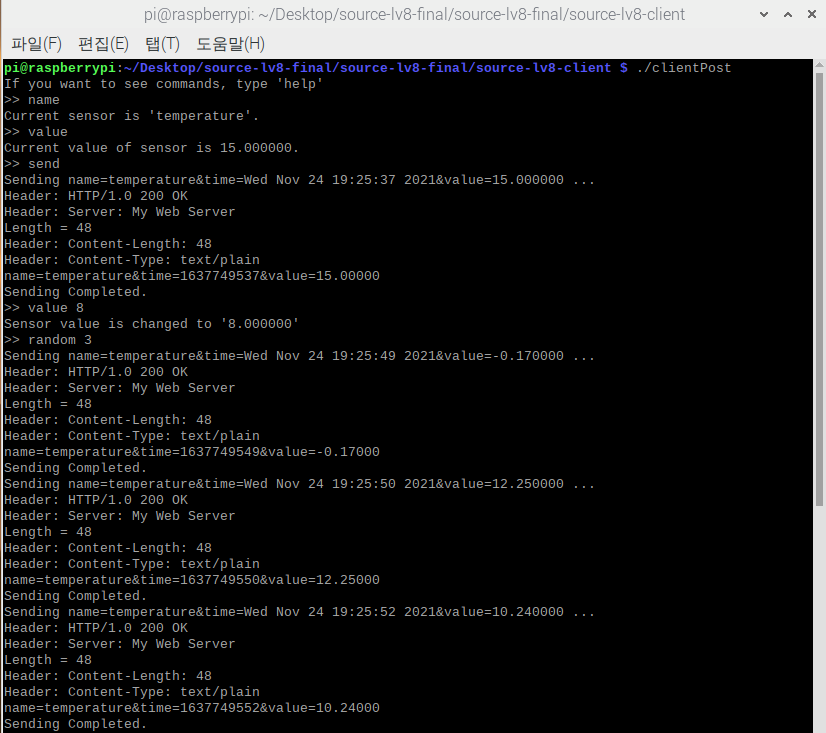 pi@raspberrypi: ~/Desktop/source-lv8-final/source-lv8-final/source-lv8-client
파일(F) 편집(E) 탭(T) 도움말(H)
pi@raspberrypi:~/Desktop/source-lv8-final/source-lv8-final/source-lv8-client $ ./clientPost
If you want to see commands, type 'help'
>> name
Current sensor is 'temperature'.
>> value
Current value of sensor is 15.000000.
>> send
Sending name=temperature&time=Wed Nov 24 19:25:37 2021&value=15.000000 ...
Header: HTTP/1.0 200 OK
Header: Server: My Web Server
Length = 48
Header: Content-Length: 48
Header: Content-Type: text/plain
name=temperature&time=1637749537&value=15.00000
Sending Completed.
>> value 8
Sensor value is changed to '8.000000'
>> random 3
Sending name=temperature&time=Wed Nov 24 19:25:49 2021&value=-0.170000 ...
Header: HTTP/1.0 200 OK
Header: Server: My Web Server
Length = 48
Header: Content-Length: 48
Header: Content-Type: text/plain
name=temperature&time=1637749549&value=-0.17000
Sending Completed.
Sending name=temperature&time=Wed Nov 24 19:25:50 2021&value=12.250000 ...
Header: HTTP/1.0 200 OK
Header: Server: My Web Server
Length = 48
Header: Content-Length: 48
Header: Content-Type: text/plain
name=temperature&time=1637749550&value=12.25000
Sending Completed.
Sending name=temperature&time=Wed Nov 24 19:25:52 2021&value=10.240000 ...
Header: HTTP/1.0 200 OK
Header: Server: My Web Server
Length = 48
Header: Content-Length: 48
Header: Content-Type: text/plain
name=temperature&time=1637749552&value=10.24000
Sending Completed.